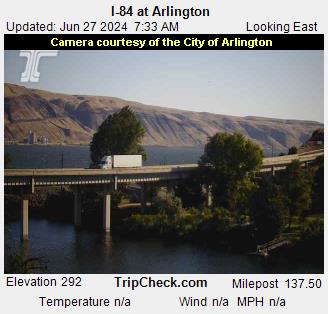 I-84 at Arlington
Updated: Jun 27 2024 7:33 AM Looking East
Camera courtesy of the City of Arlington
Elevation 292 TripCheck.com Milepost 137.50
Temperature n/a Wind n/a MPH n/a